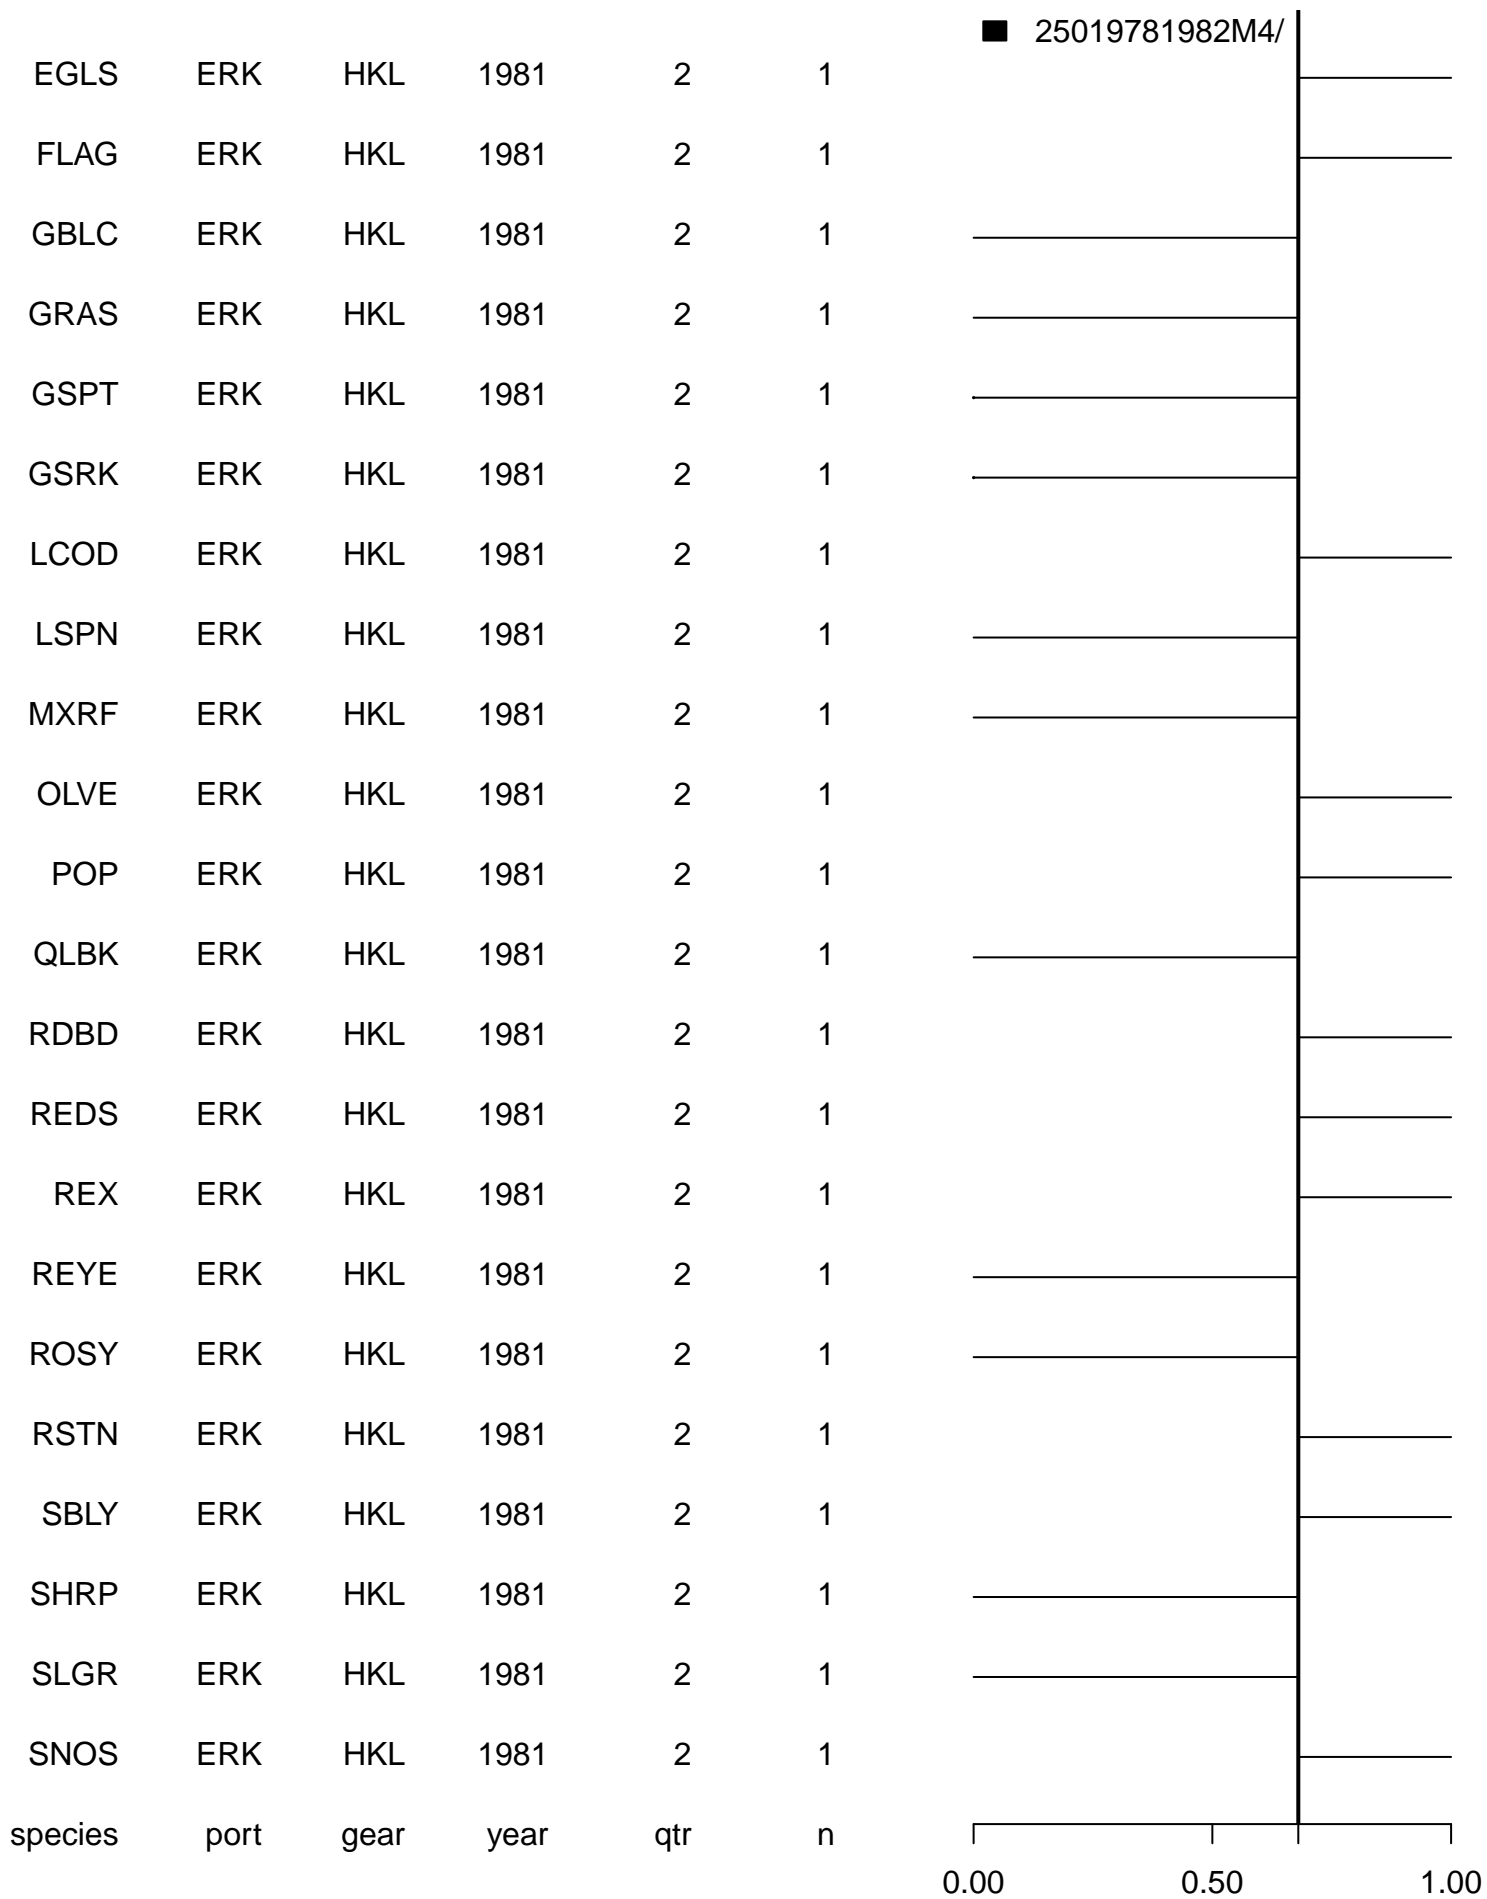 25019781982M4/
EGLS ERK HKL 1981 2 1
FLAG ERK HKL 1981 2 1
GBLC ERK HKL 1981 2 1
GRAS ERK HKL 1981 2 1
GSPT ERK HKL 1981 2 1
GSRK ERK HKL 1981 2 1
LCOD ERK HKL 1981 2 1
LSPN ERK HKL 1981 2 1
MXRF ERK HKL 1981 2 1
OLVE ERK HKL 1981 2 1
POP ERK HKL 1981 2 1
QLBK ERK HKL 1981 2 1
RDBD ERK HKL 1981 2 1
REDS ERK HKL 1981 2 1
REX ERK HKL 1981 2 1
REYE ERK HKL 1981 2 1
ROSY ERK HKL 1981 2 1
RSTN ERK HKL 1981 2 1
SBLY ERK HKL 1981 2 1
SHRP ERK HKL 1981 2 1
SLGR ERK HKL 1981 2 1
SNOS ERK HKL 1981 2 1
species port gear year qtr n
0.00 0.50 1.00